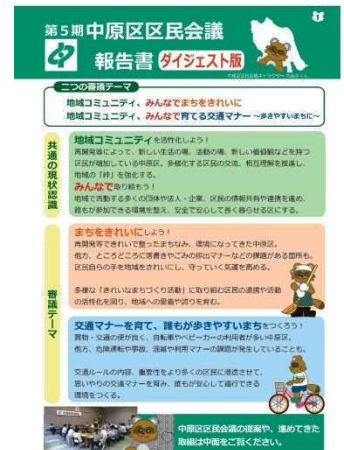 第5期 中原区区民会議
報告書 ダイジェスト版
二つの審議テーマ
地域コミュニティ、みんなでまちをきれいに
地域コミュニティ、みんなで育てる交通マナー ～歩きやすいまちに～
共通の現状認識
地域コミュニティを活性化しよう！
再開発等によって、新しい生活の場、活動の場、新しい価値観などを持つ
区民が増加している中原区。多様化する区民の交流、相互理解を推進し、
地域の「絆」を強化する。
みんなで取り組もう！
地域で活動する多くの団体や法人・企業、区民の情報共有や連携を進め、
誰もが参加できる環境を整え、安全で安心して長く暮らせる区にする。
審議テーマ
まちをきれいにしよう！
再開発等できれいで整ったまちなみ、環境になってきた中原区。
他方、ところどころに落書きやごみの排出マナーなどの課題がある箇所も。
区民自らの手を地域をきれいにし、守っていく気運を高める。
多様な「きれいなまちづくり活動」に取り組む区民の連携や活動
の活性化を図り、地域への愛着や誇りを育む。
交通マナーを育て、誰もが歩きやすいまちをつくろう！
買物・交通の便が良く、自転車やベビーカーの利用者が多い中原区。
他方、危険運転や事故、混雑や利用マナーの課題が発生していることも。
交通ルールの内容、重要性をより多くの区民に浸透させて、
思いやりの交通マナーを育み、誰もが安心して通行できる
環境をつくる。
中原区区民会議の提案や、進めてきた
取組は中面をご覧ください。